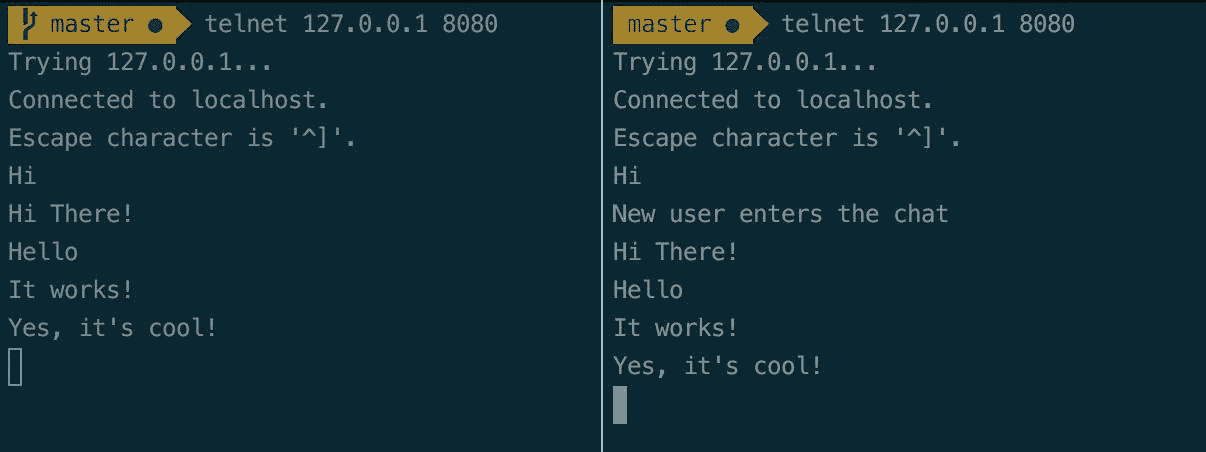 master ● telnet 127.0.0.1 8080
Trying 127.0.0.1...
Connected to localhost.
Escape character is '^]'.
Hi
Hi There!
Hello
It works!
Yes, it's cool!
master ● telnet 127.0.0.1 8080
Trying 127.0.0.1...
Connected to localhost.
Escape character is '^]'.
Hi
New user enters the chat
Hi There!
Hello
It works!
Yes, it's cool!